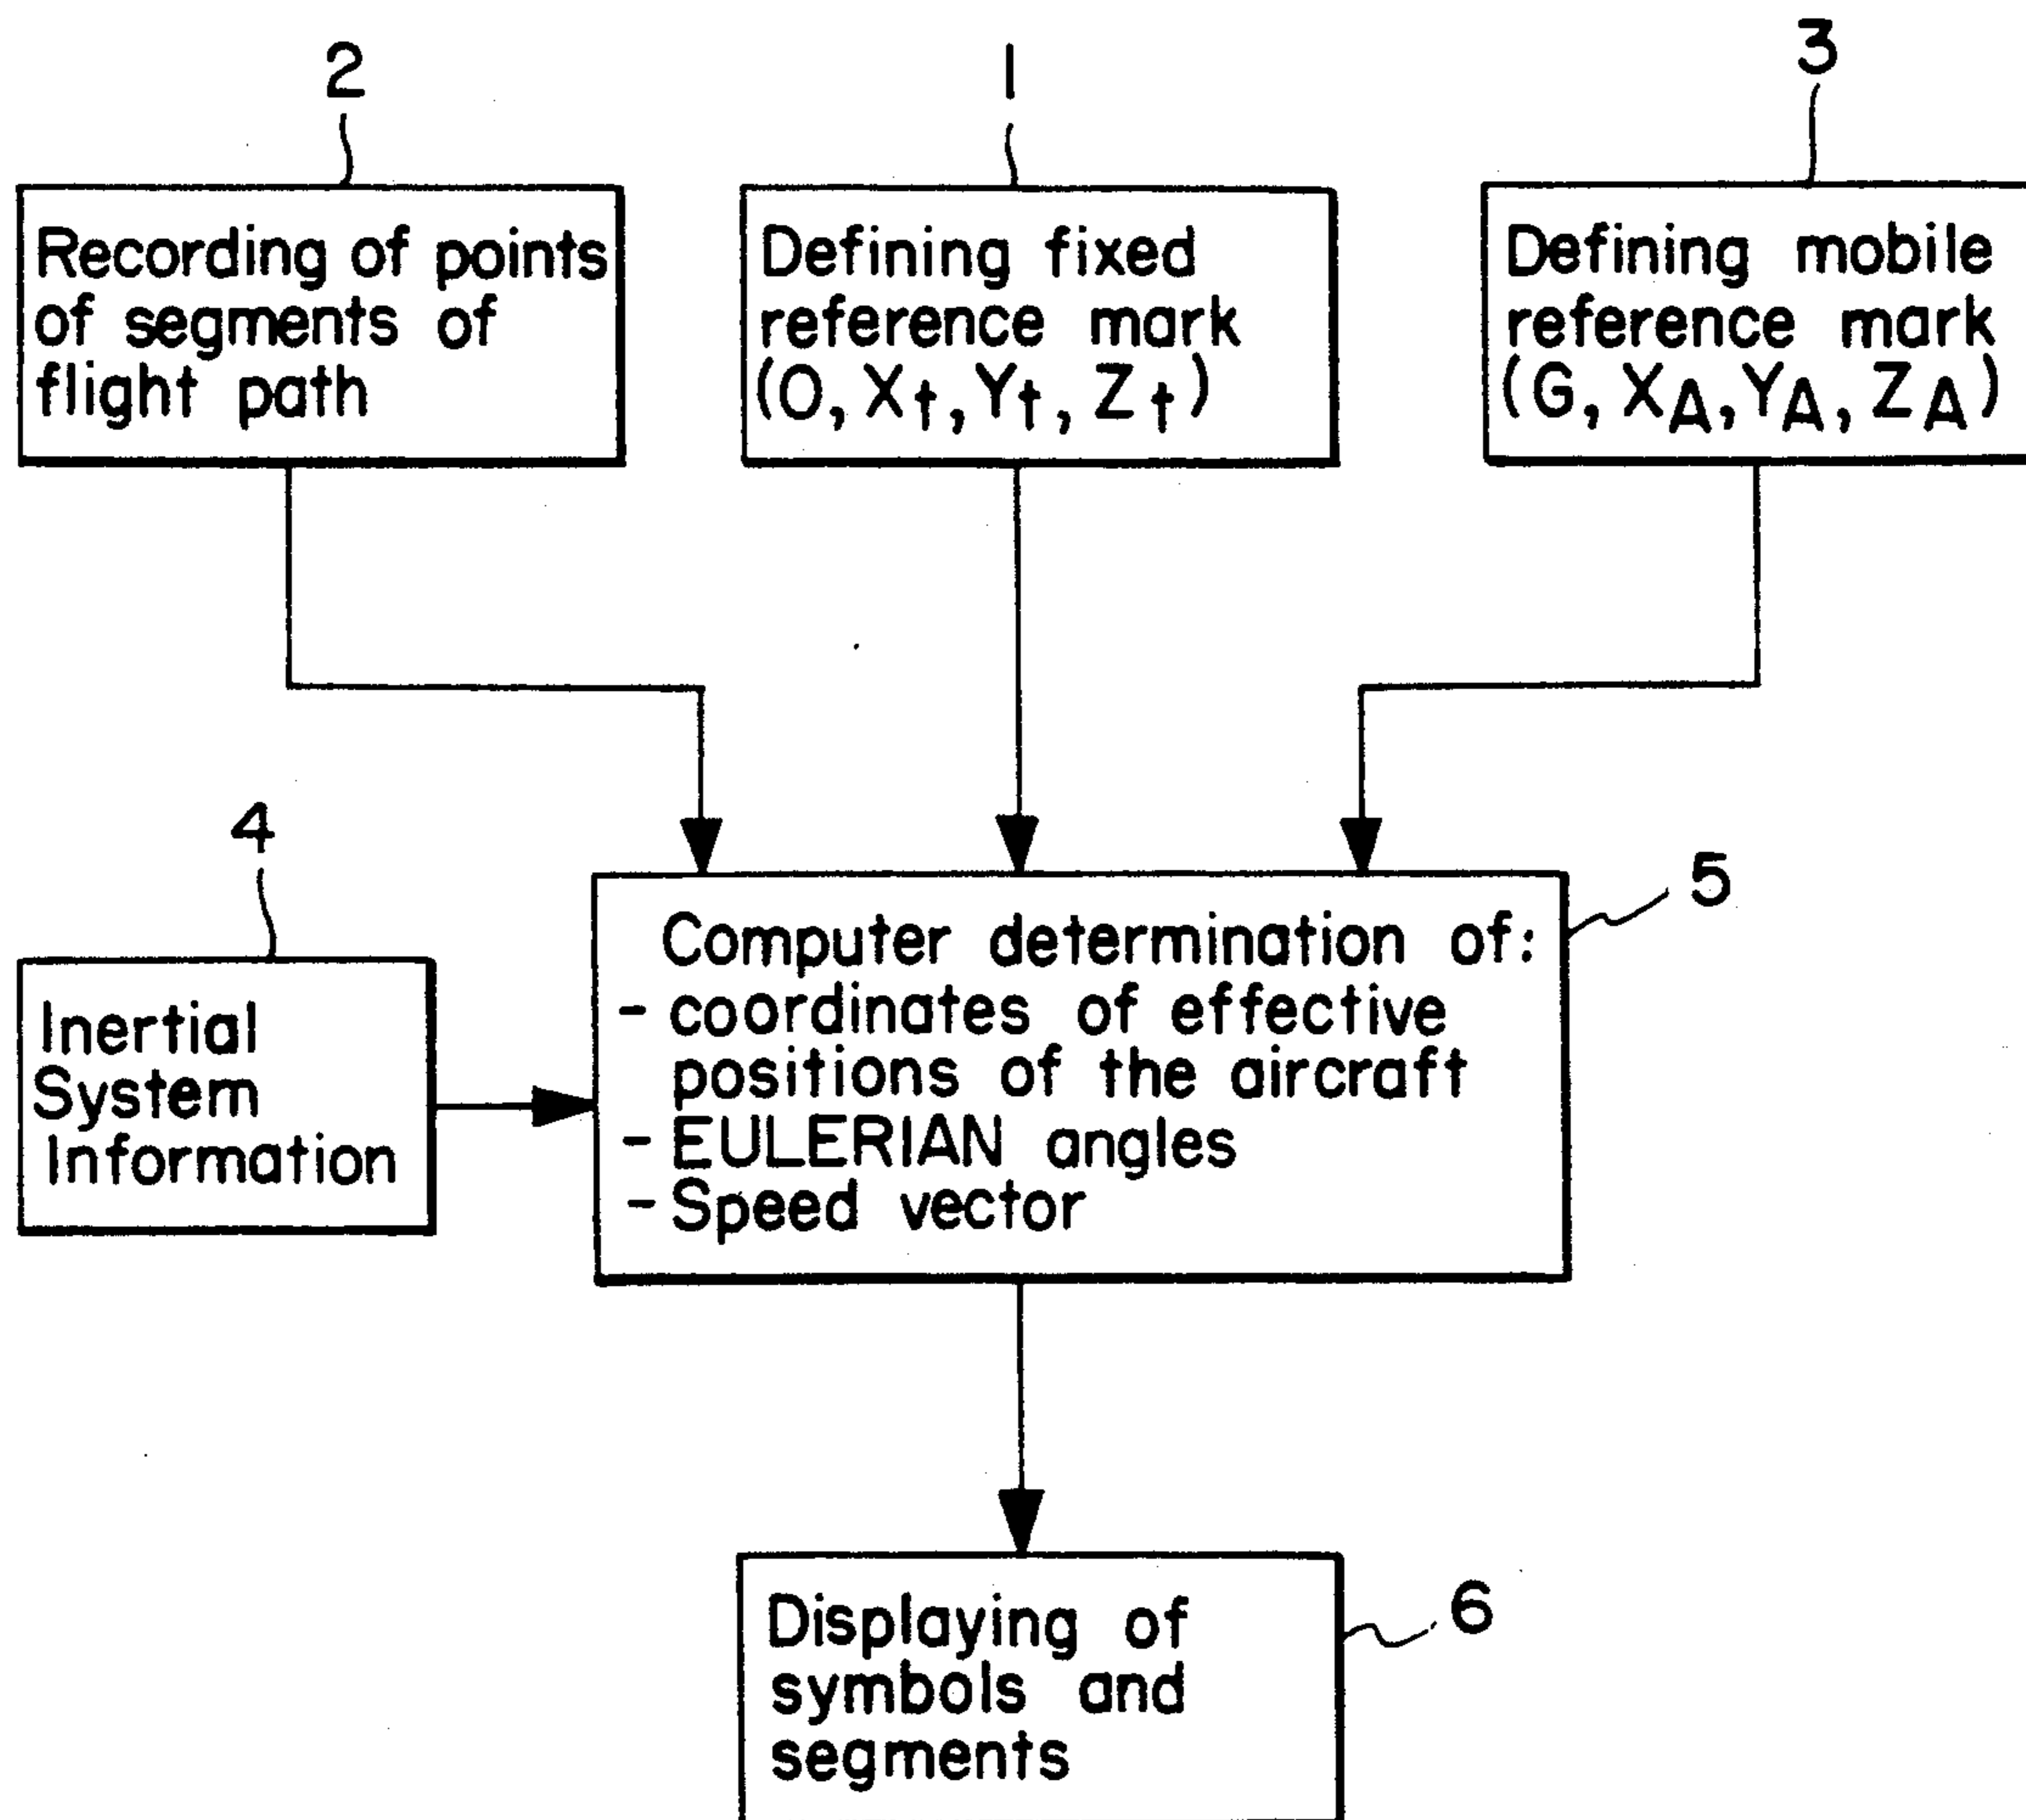 2
1
3
Recording of points
of segments of
flight path
Defining fixed
reference mark
(O, Xt, Yt, Zt)
Defining mobile
reference mark
(G, XA, YA, ZA)
4
Inertial
System
Information
5
Computer determination of:
- coordinates of effective
positions of the aircraft
- EULERIAN angles
- Speed vector
6
Displaying of
symbols and
segments